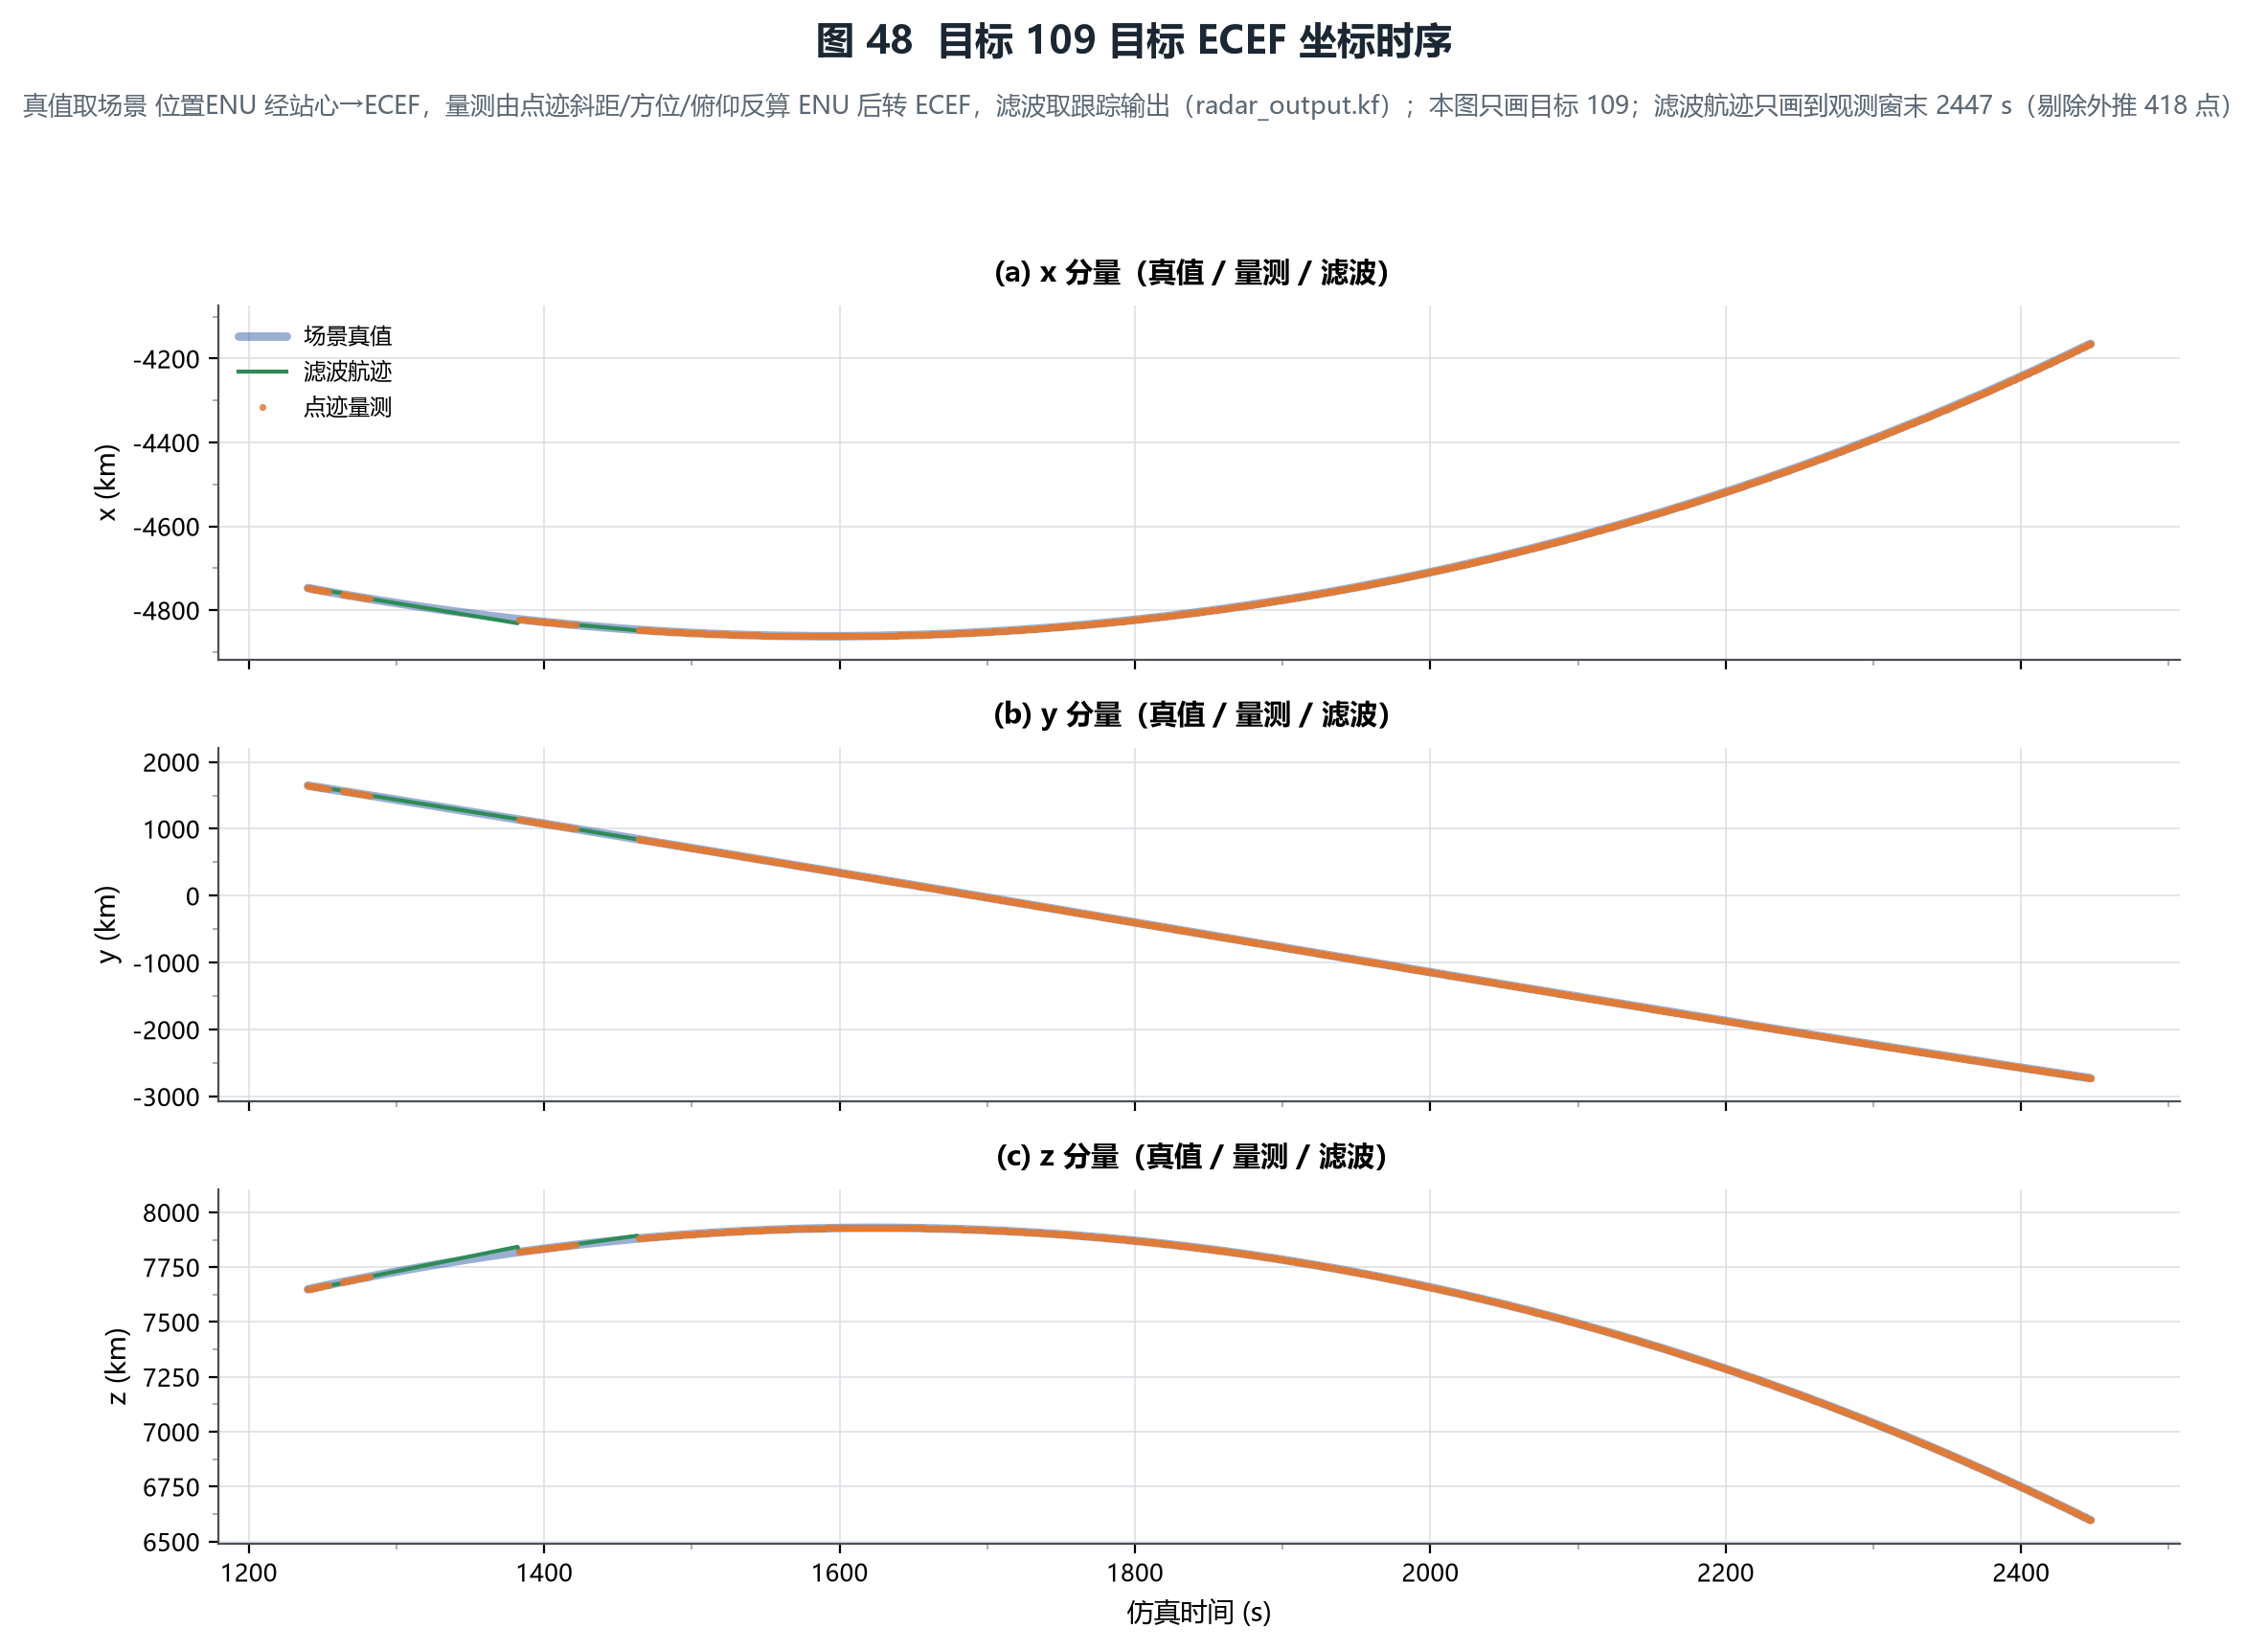 图 48 目标 109 目标 ECEF 坐标时序
真值取场景 位置ENU 经站心→ECEF，量测由点迹斜距/方位/俯仰反算 ENU 后转 ECEF，滤波取跟踪输出（radar_output.kf）；本图只画目标 109；滤波航迹只画到观测窗末 2447 s（剔除外推 418 点）
(a) x 分量（真值 / 量测 / 滤波）
场景真值
滤波航迹
点迹量测
x (km)
-4200
-4400
-4600
-4800
(b) y 分量（真值 / 量测 / 滤波）
y (km)
2000
1000
0
-1000
-2000
-3000
(c) z 分量（真值 / 量测 / 滤波）
z (km)
8000
7750
7500
7250
7000
6750
6500
1200 1400 1600 1800 2000 2200 2400
仿真时间 (s)